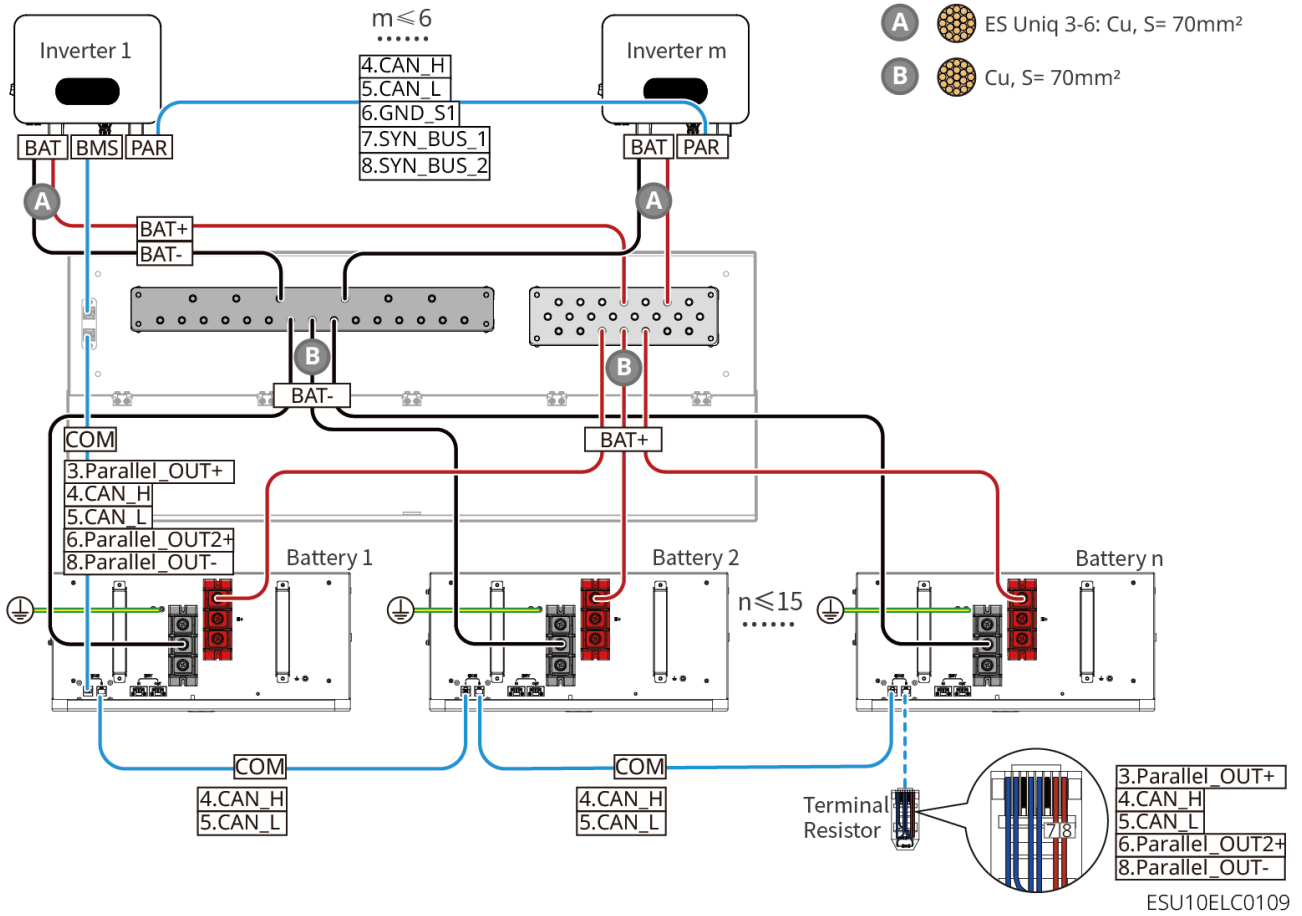 m≤6
A
ES Uniq 3-6: Cu, S= 70mm²
B
Cu, S= 70mm²
Inverter 1
Inverter m
4.CAN_H
5.CAN_L
6.GND_S1
7.SYN_BUS_1
8.SYN_BUS_2
BAT
BMS
PAR
BAT
PAR
A
A
BAT+
BAT-
B
B
BAT-
BAT+
COM
3.Parallel_OUT+
4.CAN_H
5.CAN_L
6.Parallel_OUT2+
8.Parallel_OUT-
Battery 1
Battery 2
Battery n
n≤15
COM
4.CAN_H
5.CAN_L
COM
4.CAN_H
5.CAN_L
Terminal
Resistor
7 8
3.Parallel_OUT+
4.CAN_H
5.CAN_L
6.Parallel_OUT2+
8.Parallel_OUT-
ESU10ELC0109